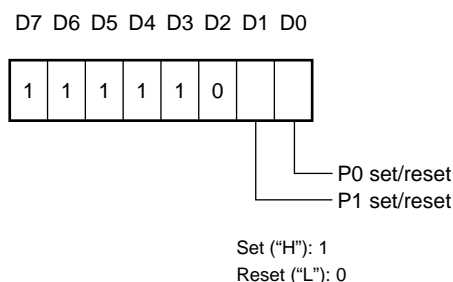 D7 D6 D5 D4 D3 D2 D1 D0
1 1 1 1 1 0
P0 set/reset
P1 set/reset
Set (“H”): 1
Reset (“L”): 0